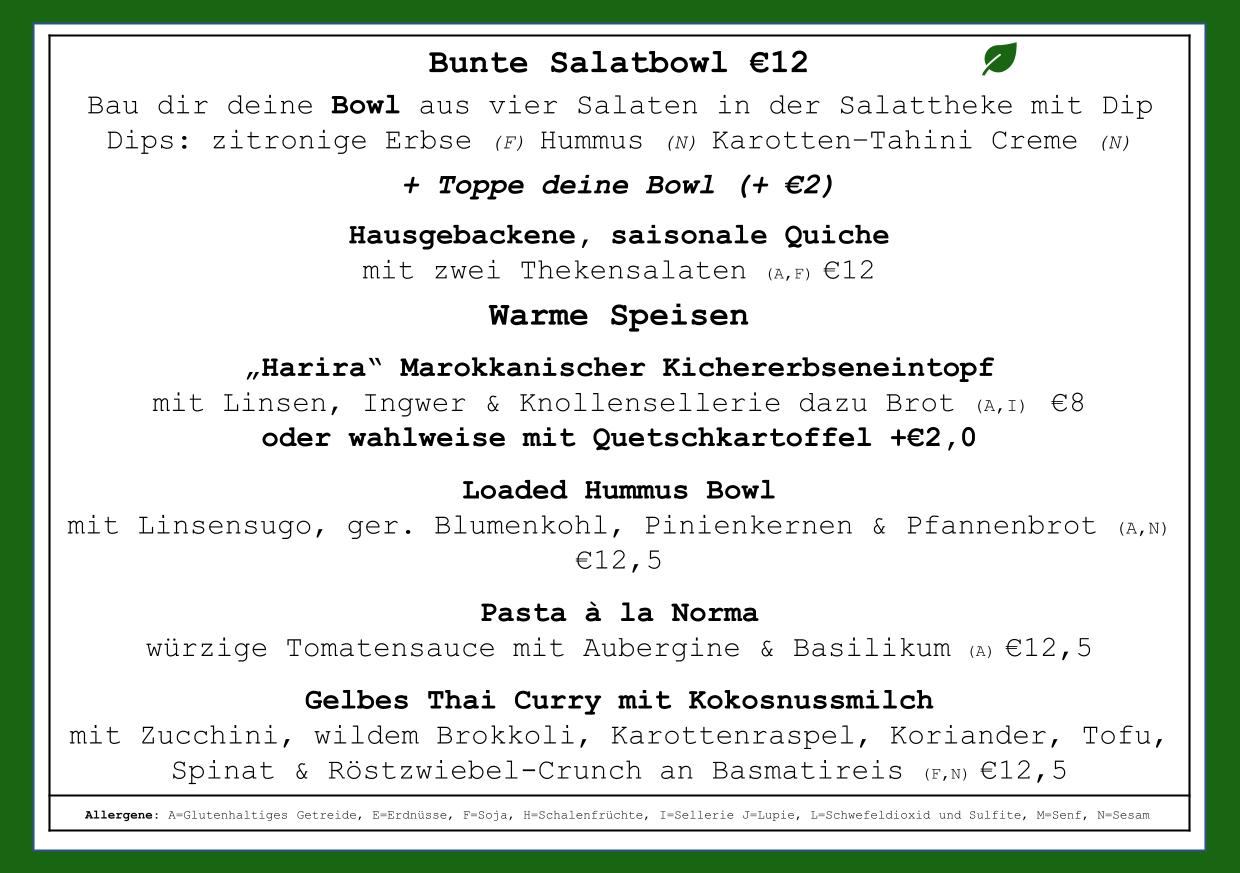 Bunte Salatbowl €12
Bau dir deine Bowl aus vier Salaten in der Salattheke mit Dip
Dips: zitronige Erbse (F) Hummus (N) Karotten-Tahini Creme (N)
+ Toppe deine Bowl (+ €2)
Hausgebackene, saisonale Quiche
mit zwei Thekensalaten (A,F) €12
Warme Speisen
„Harira‟ Marokkanischer Kichererbseneintopf
mit Linsen, Ingwer & Knollensellerie dazu Brot (A,I) €8
oder wahlweise mit Quetschkartoffel +€2,0
Loaded Hummus Bowl
mit Linsensugo, ger. Blumenkohl, Pinienkernen & Pfannenbrot (A,N)
€12,5
Pasta à la Norma
würzige Tomatensauce mit Aubergine & Basilikum (A) €12,5
Gelbes Thai Curry mit Kokosnussmilch
mit Zucchini, wildem Brokkoli, Karottenraspel, Koriander, Tofu,
Spinat & Röstzwiebel-Crunch an Basmatireis (F,N) €12,5
Allergene: A=Glutenhaltiges Getreide, E=Erdnüsse, F=Soja, H=Schalenfrüchte, I=Sellerie J=Lupie, L=Schwefeldioxid und Sulfite, M=Senf, N=Sesam